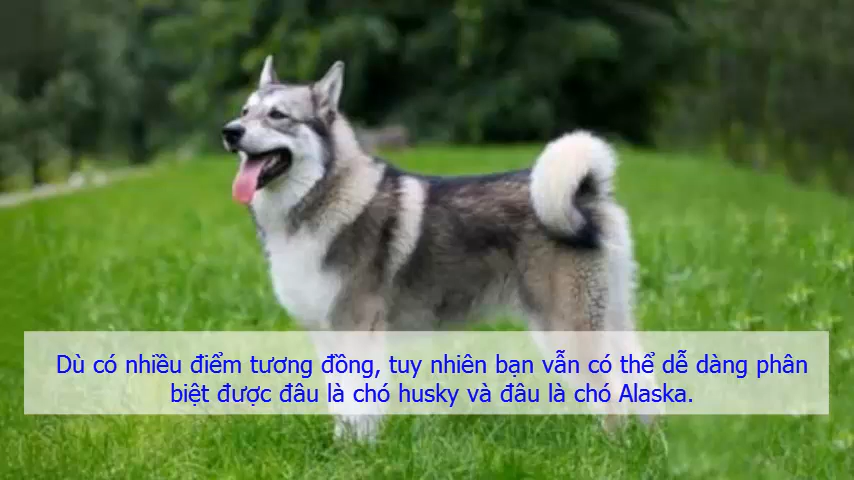 Dù có nhiều điểm tương đồng, tuy nhiên bạn vẫn có thể dễ dàng phân
biệt được đâu là chó husky và đâu là chó Alaska.